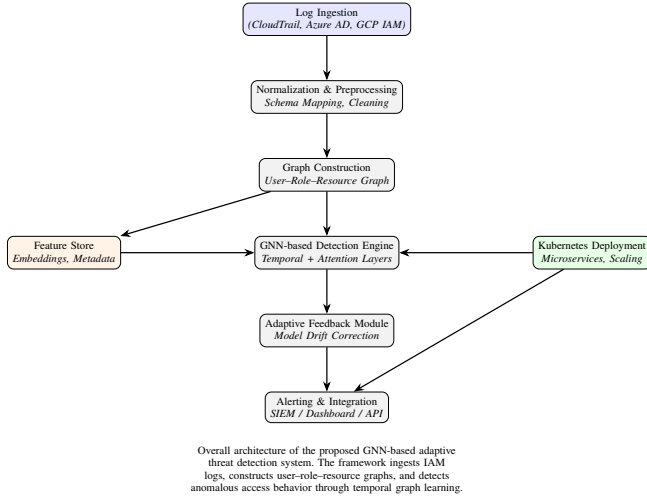 Log Ingestion
(CloudTrail, Azure AD, GCP IAM)
Normalization & Preprocessing
Schema Mapping, Cleaning
Graph Construction
User–Role–Resource Graph
Feature Store
Embeddings, Metadata
GNN-based Detection Engine
Temporal + Attention Layers
Kubernetes Deployment
Microservices, Scaling
Adaptive Feedback Module
Model Drift Correction
Alerting & Integration
SIEM / Dashboard / API
Overall architecture of the proposed GNN-based adaptive
threat detection system. The framework ingests IAM
logs, constructs user–role–resource graphs, and detects
anomalous access behavior through temporal graph learning.